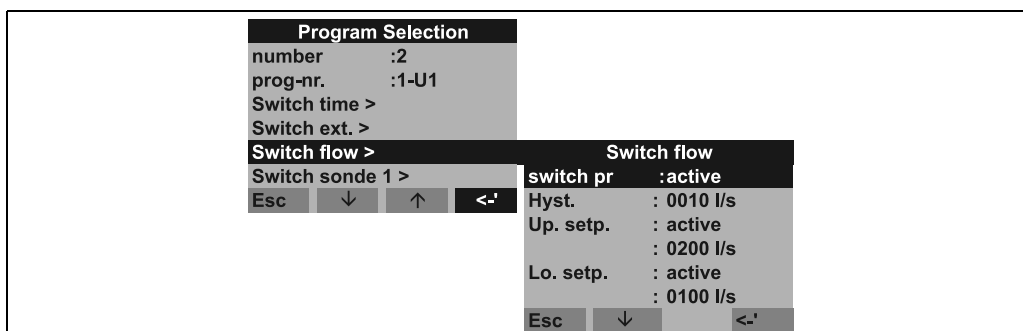 Program Selection
number :2
prog-nr. :1-U1
Switch time >
Switch ext. >
Switch flow >
Switch sonde 1 >
Esc ↓ ↑ <-'
Switch flow
switch pr :active
Hyst. : 0010 l/s
Up. setp. : active
: 0200 l/s
Lo. setp. : active
: 0100 l/s
Esc ↓ <-'